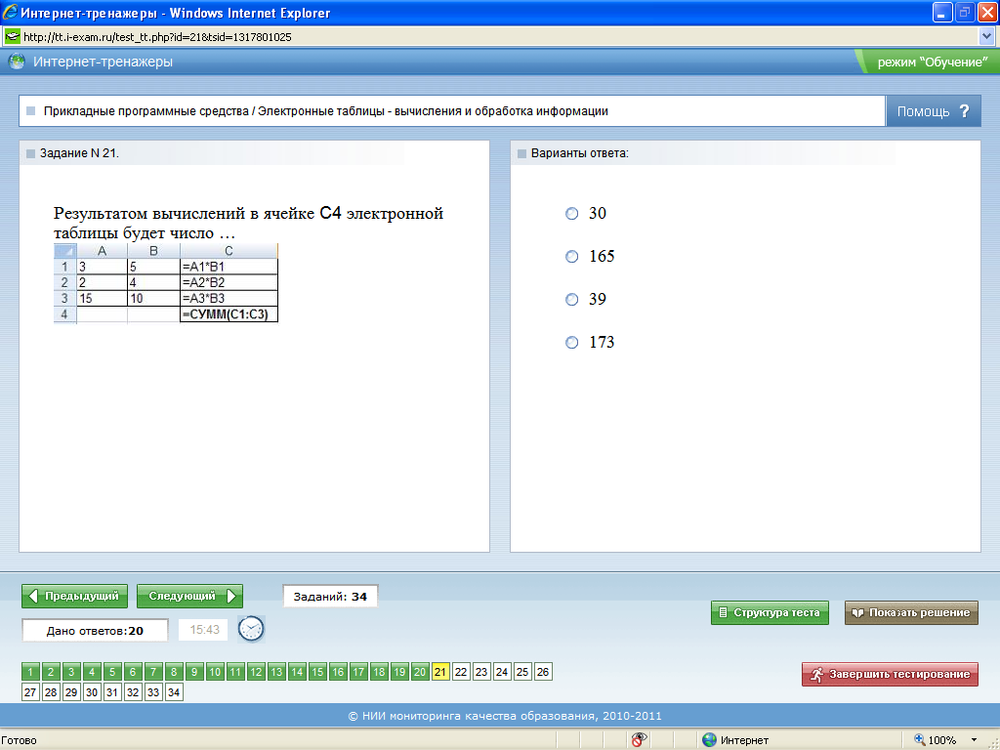 Интернет-тренажеры - Windows Internet Explorer
http://tt.i-exam.ru/test_tt.php?id=21&tsid=1317801025
Интернет-тренажеры
режим "Обучение"
Прикладные программные средства / Электронные таблицы - вычисления и обработка информации
Помощь ?
Задание N 21.
Результатом вычислений в ячейке C4 электронной
таблицы будет число …
A B C
1 3 5 =A1*B1
2 2 4 =A2*B2
3 15 10 =A3*B3
4 =СУММ(C1:C3)
Варианты ответа:
30
165
39
173
Предыдущий
Следующий
Заданий: 34
Дано ответов:20
15:43
Структура теста
Показать решение
1 2 3 4 5 6 7 8 9 10 11 12 13 14 15 16 17 18 19 20 21 22 23 24 25 26
27 28 29 30 31 32 33 34
Завершить тестирование
© НИИ мониторинга качества образования, 2010-2011
Готово
Интернет
100%